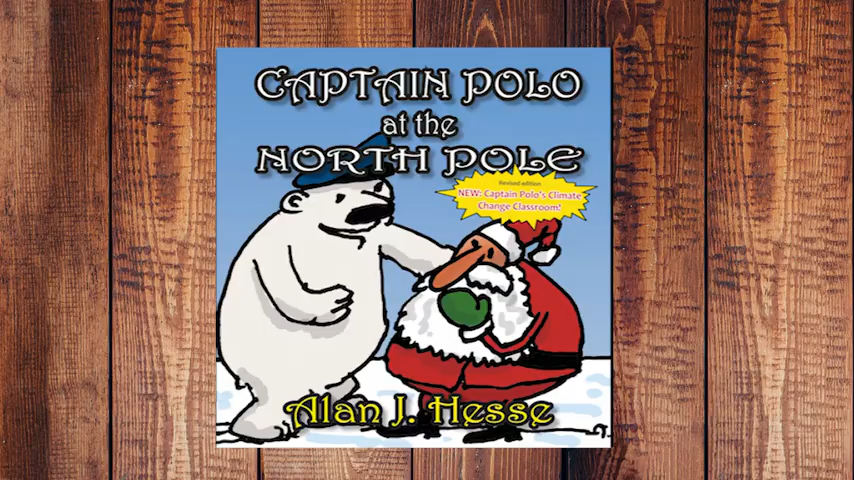 CAPTAIN POLO
at the
NORTH POLE
Revised edition
NEW: Captain Polo's Climate
Change Classroom!
Alan J. Hesse